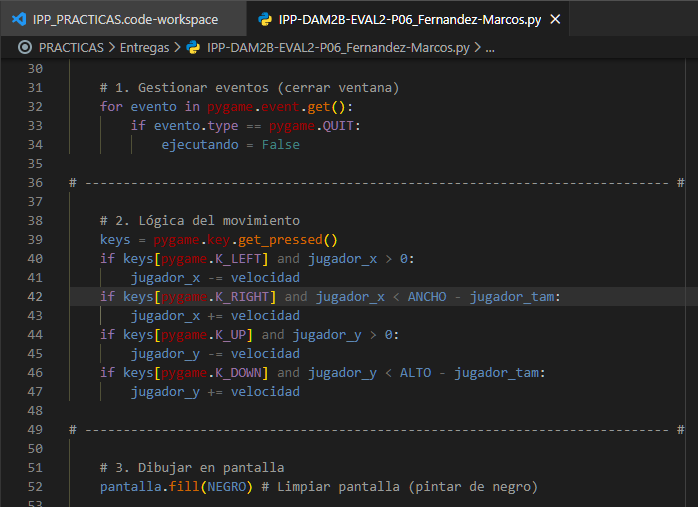 IPP_PRACTICAS.code-workspace IPP-DAM2B-EVAL2-P06_Fernandez-Marcos.py
PRACTICAS > Entregas > IPP-DAM2B-EVAL2-P06_Fernandez-Marcos.py > ...
30
31 # 1. Gestionar eventos (cerrar ventana)
32 for evento in pygame.event.get():
33 if evento.type == pygame.QUIT:
34 ejecutando = False
35
36 # ---------------------------------------------------------------------------- #
37
38 # 2. Lógica del movimiento
39 keys = pygame.key.get_pressed()
40 if keys[pygame.K_LEFT] and jugador_x > 0:
41 jugador_x -= velocidad
42 if keys[pygame.K_RIGHT] and jugador_x < ANCHO - jugador_tam:
43 jugador_x += velocidad
44 if keys[pygame.K_UP] and jugador_y > 0:
45 jugador_y -= velocidad
46 if keys[pygame.K_DOWN] and jugador_y < ALTO - jugador_tam:
47 jugador_y += velocidad
48
49 # ---------------------------------------------------------------------------- #
50
51 # 3. Dibujar en pantalla
52 pantalla.fill(NEGRO) # Limpiar pantalla (pintar de negro)
53